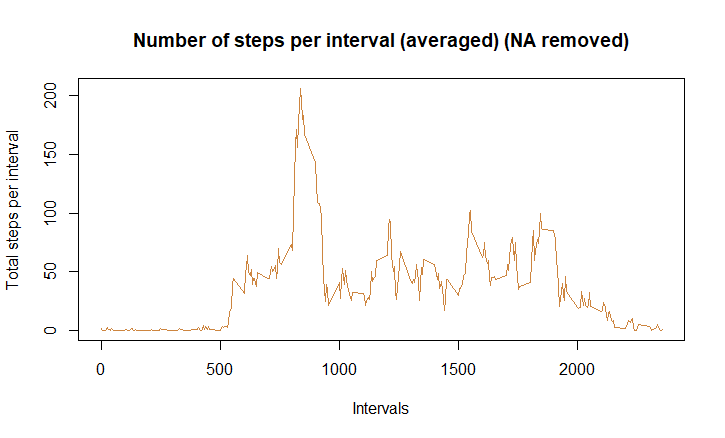 Number of steps per interval (averaged) (NA removed)
Total steps per interval
200
150
100
50
0
0 500 1000 1500 2000
Intervals